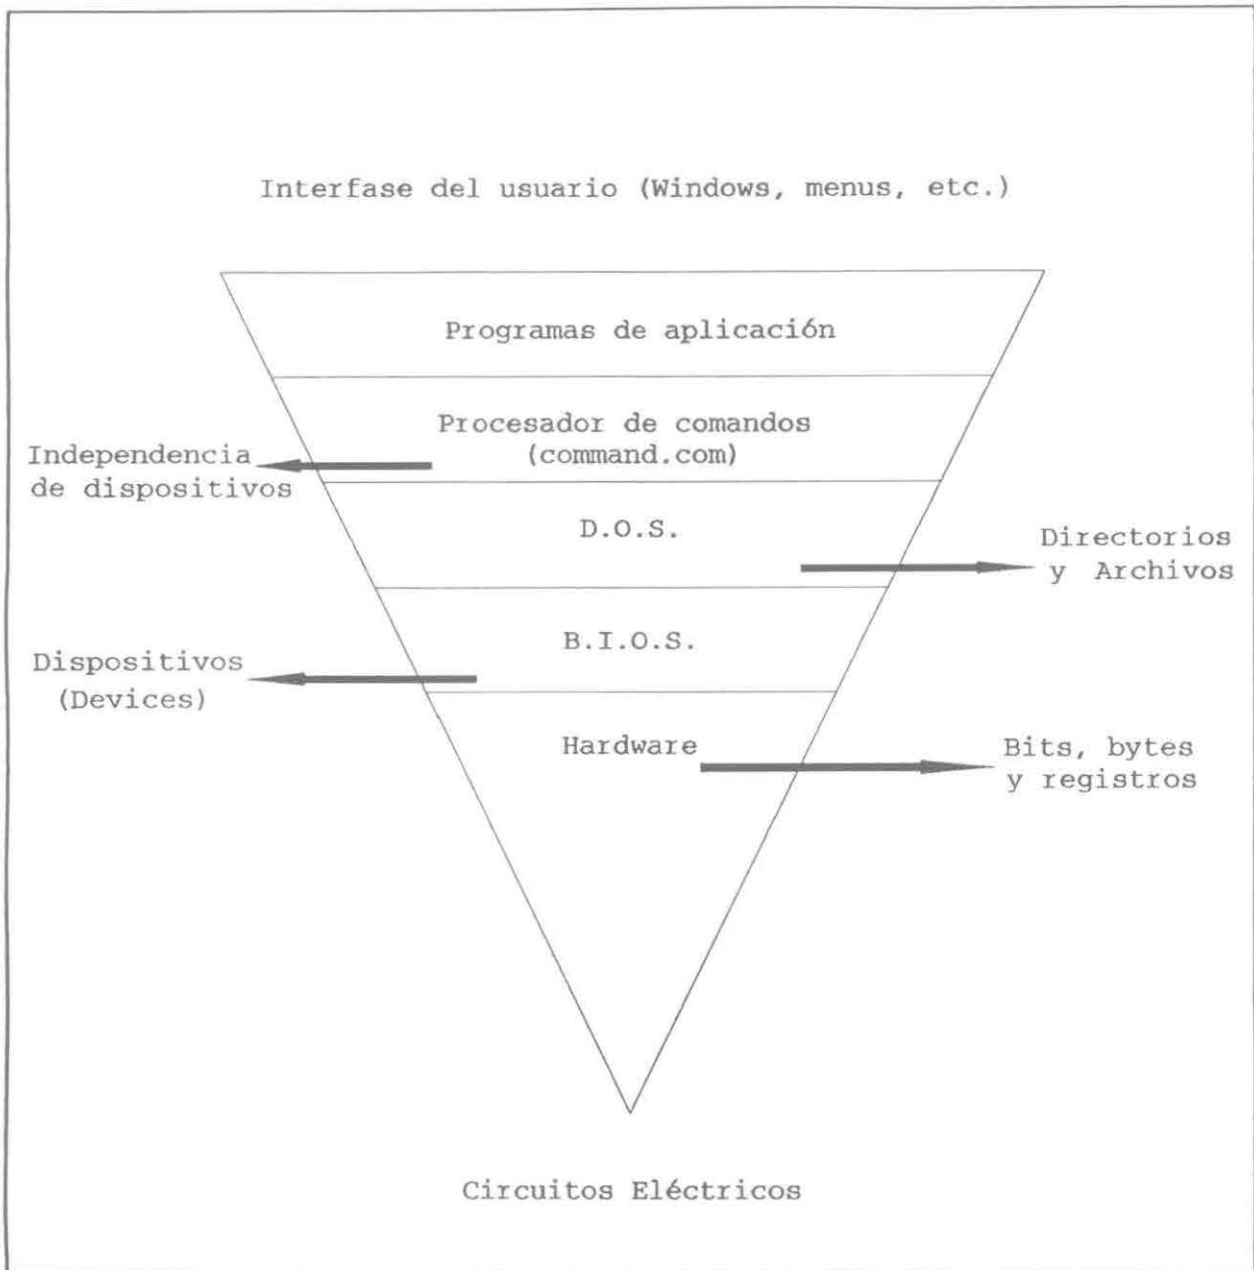 Interfase del usuario (Windows, menus, etc.)
Programas de aplicación
Procesador de comandos
(command.com)
Independencia
de dispositivos
D.O.S.
Directorios
y Archivos
B.I.O.S.
Dispositivos
(Devices)
Hardware
Bits, bytes
y registros
Circuitos Eléctricos